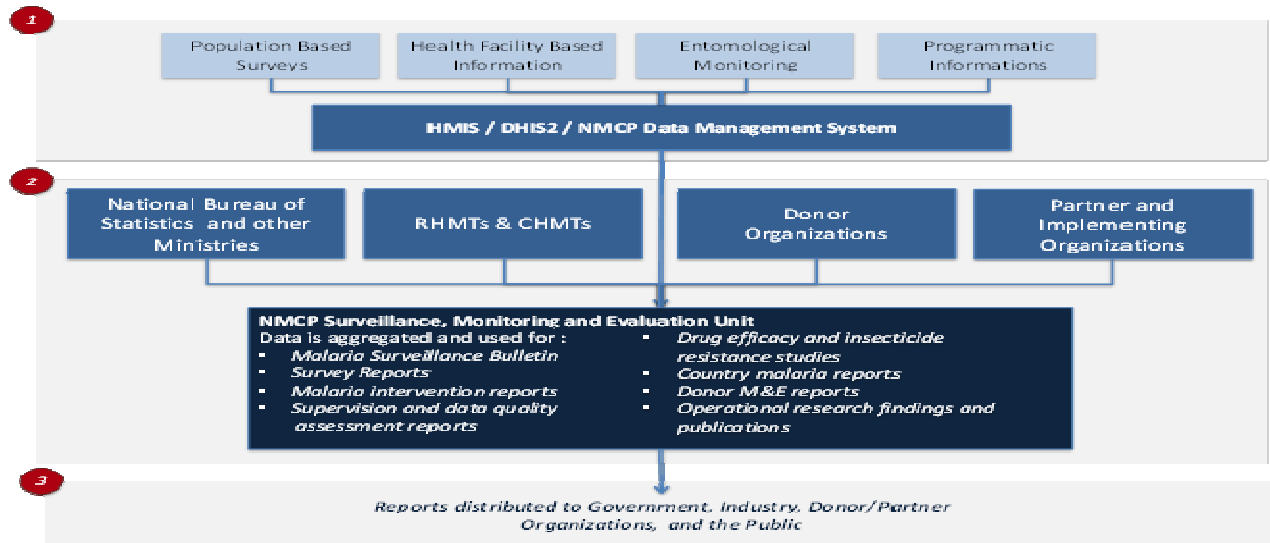 1
Population Based
Surveys
Health Facility Based
Information
Entomological
Monitoring
Programmatic
Informations
IHMIS / DHIS2 / NMCP Data Management System
2
National Bureau of
Statistics and other
Ministries
RHMTs & CHMTs
Donor
Organizations
Partner and
Implementing
Organizations
NMCP Surveillance, Monitoring and Evaluation Unit
Data is aggregated and used for :
▪ Malaria Surveillance Bulletin
▪ Survey Reports
▪ Malaria intervention reports
▪ Supervision and data quality
assessment reports
▪ Drug efficacy and insecticide
resistance studies
▪ Country malaria reports
▪ Donor M&E reports
▪ Operational research findings and
publications
3
Reports distributed to Government, Industry, Donor/Partner
Organizations, and the Public